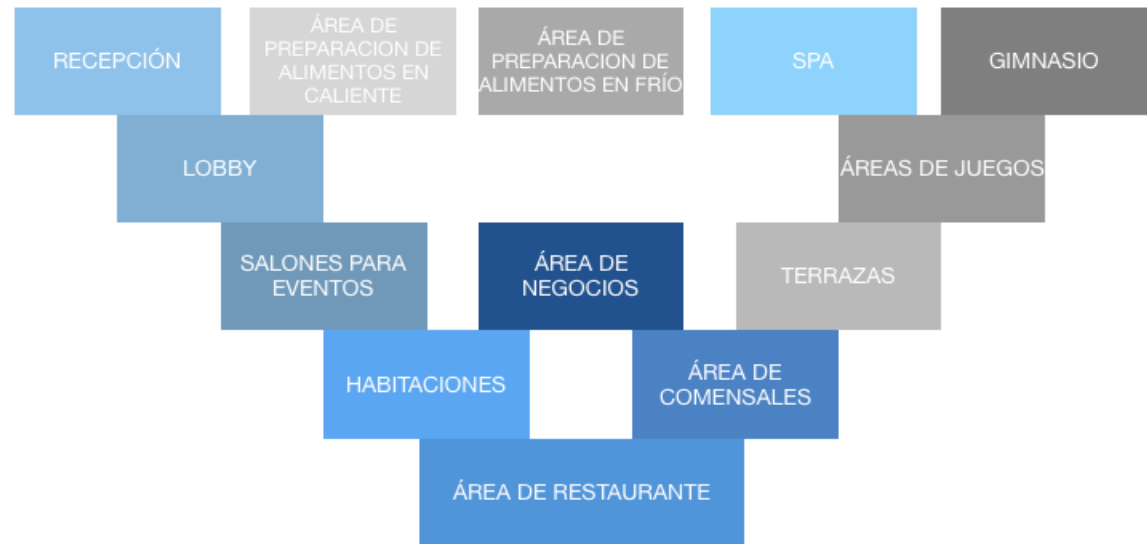 RECEPCIÓN
ÁREA DE
PREPARACION DE
ALIMENTOS EN
CALIENTE
ÁREA DE
PREPARACION DE
ALIMENTOS EN FRÍO
SPA
GIMNASIO
LOBBY
ÁREAS DE JUEGOS
SALONES PARA
EVENTOS
ÁREA DE
NEGOCIOS
TERRAZAS
HABITACIONES
ÁREA DE
COMENSALES
ÁREA DE RESTAURANTE